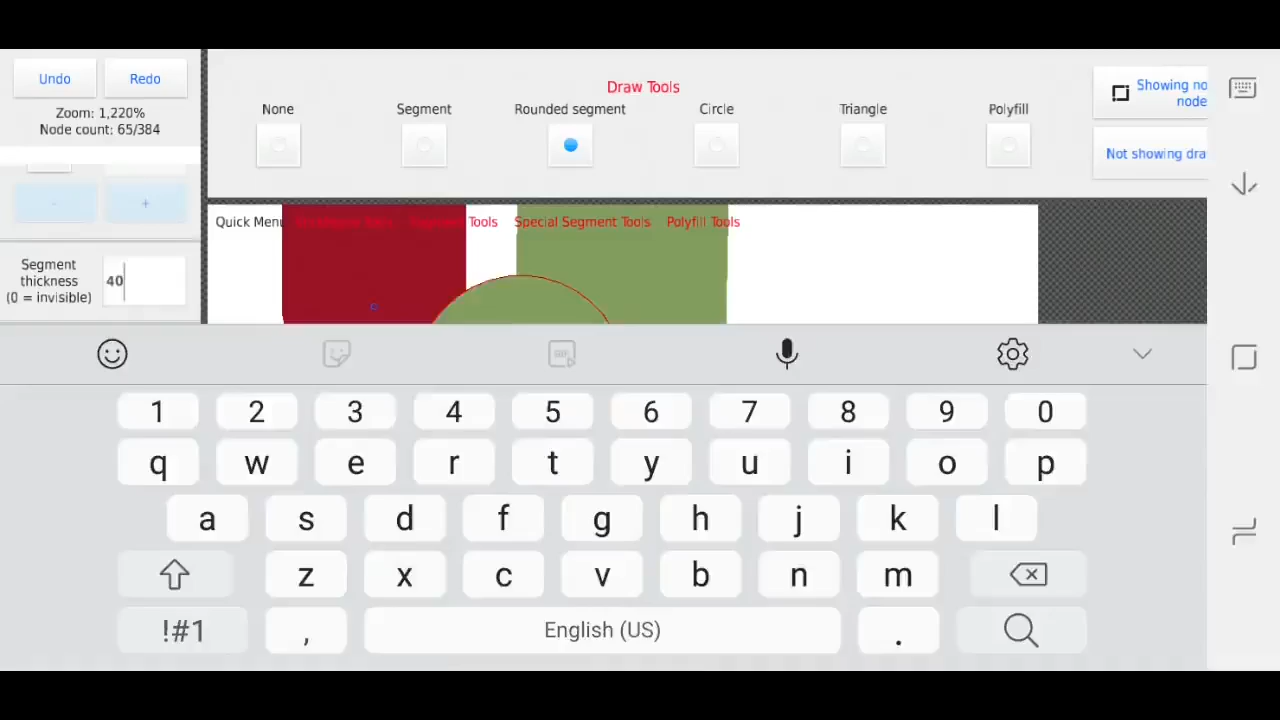 Undo Redo
Zoom: 1,220%
Node count: 65/384
- +
Segment
thickness
(0 = invisible)
40
Draw Tools
None Segment Rounded segment Circle Triangle Polyfill
Showing no
node
Not showing dra
Quick Menu Tools Special Segment Tools Polyfill Tools
GIF
1 2 3 4 5 6 7 8 9 0
q w e r t y u i o p
a s d f g h j k l
z x c v b n m
!#1 , English (US) .